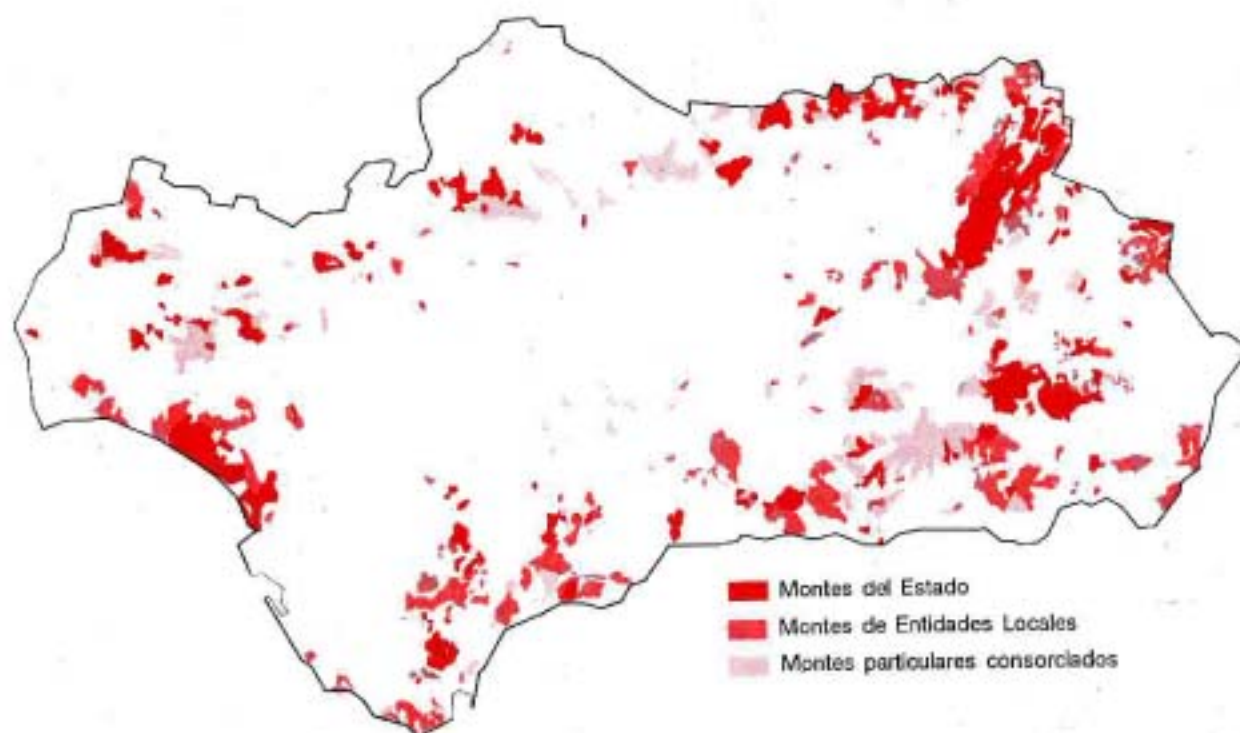 Montes del Estado
Montes de Entidades Locales
Montes particulares consorciados